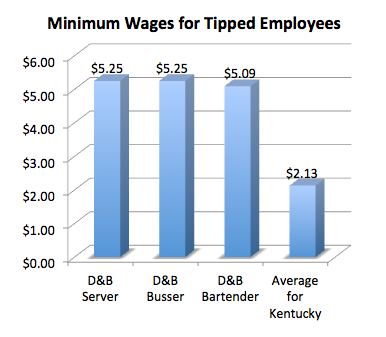 Minimum Wages for Tipped Employees
$6.00
$5.00
$4.00
$3.00
$2.00
$1.00
$0.00
$5.25
$5.25
$5.09
$2.13
D&B
Server
D&B
Busser
D&B
Bartender
Average
for
Kentucky